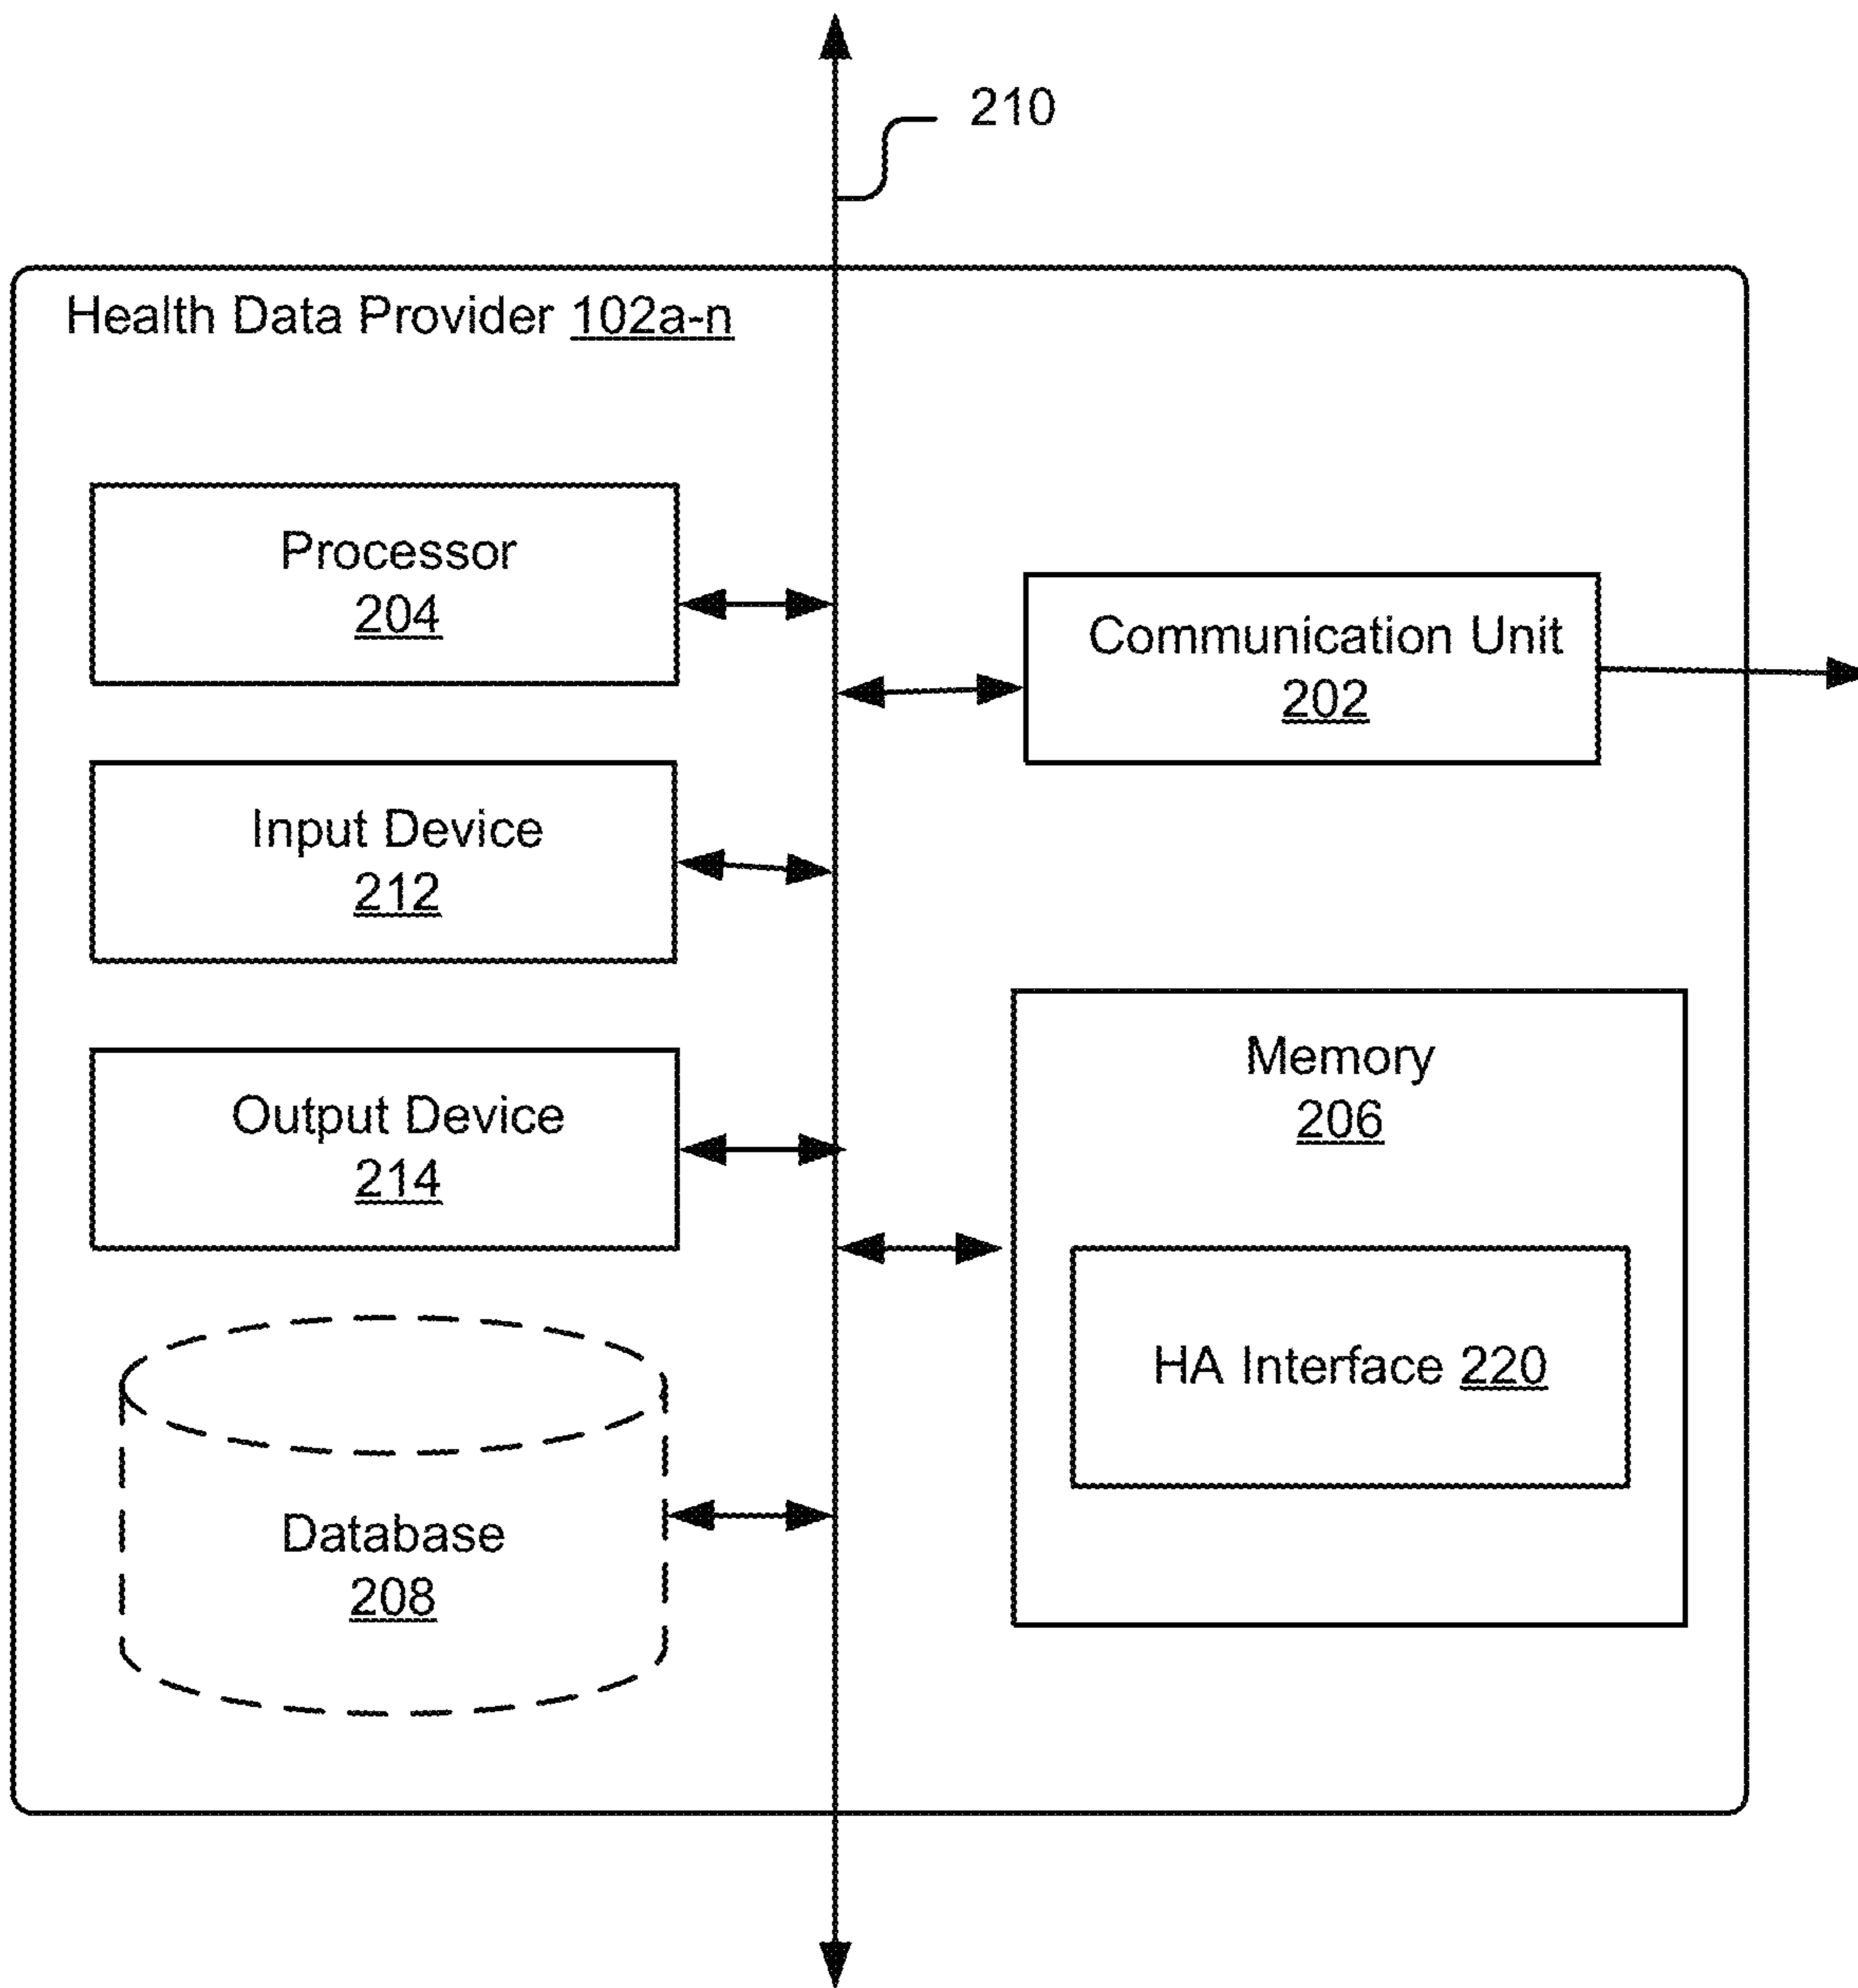 210
Health Data Provider 102a-n
Processor
204
Communication Unit
202
Input Device
212
Output Device
214
Memory
206
HA Interface 220
Database
208